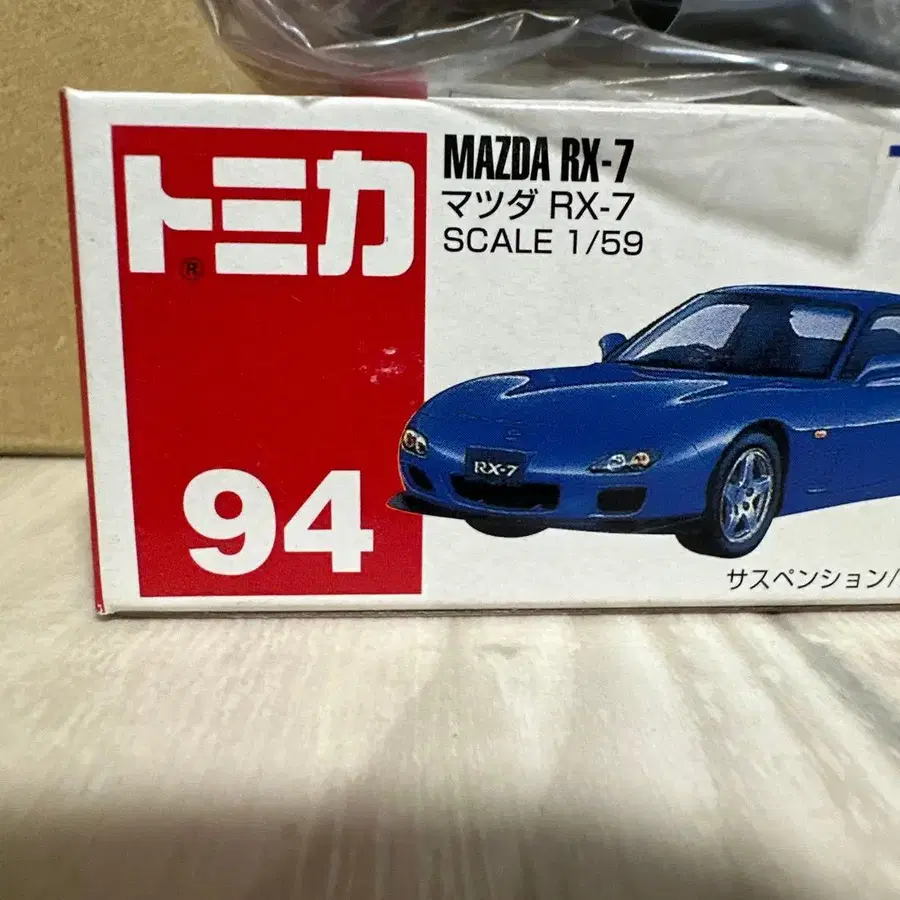 トミカ
®
MAZDA RX-7
マツダ RX-7
SCALE 1/59
RX-7
94
サスペンション/